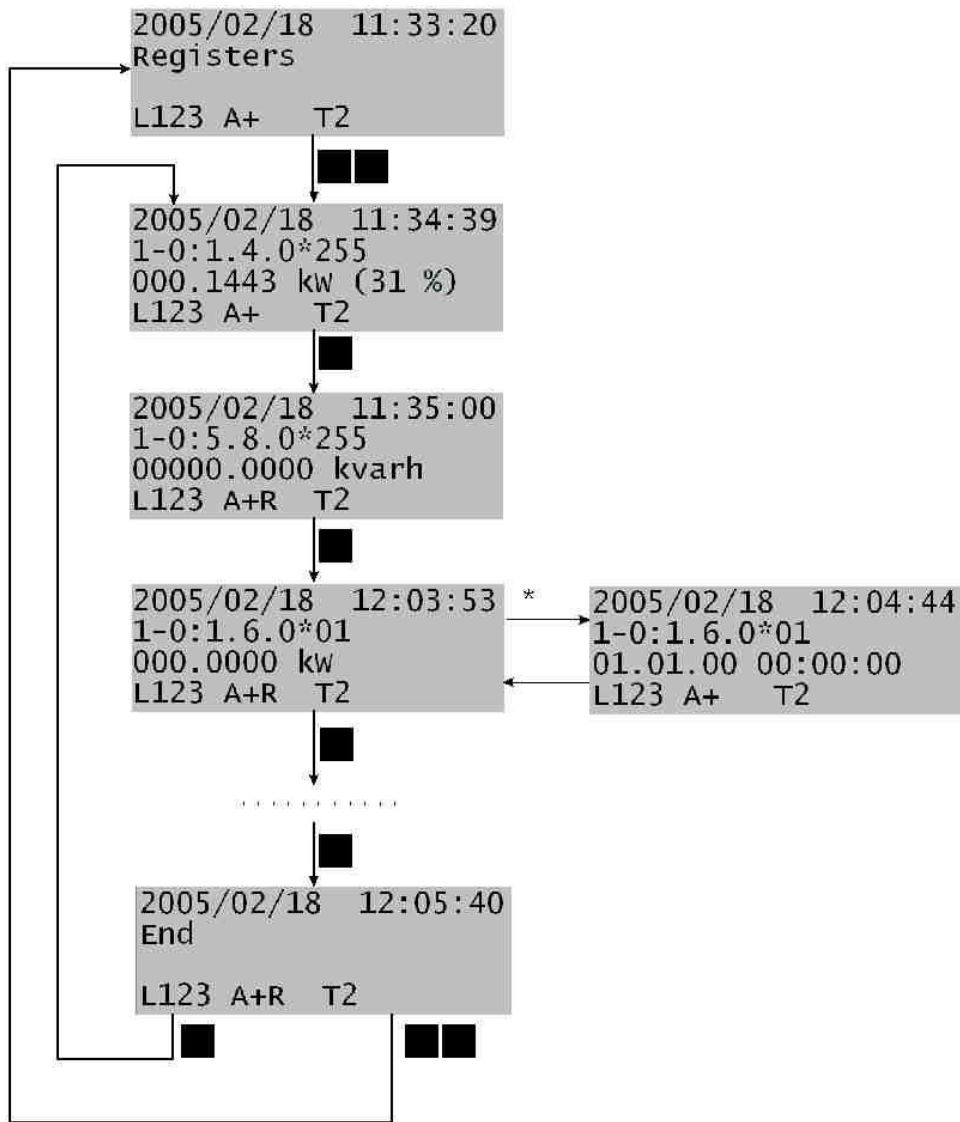 2005/02/18 11:33:20
Registers
L123 A+ T2
2005/02/18 11:34:39
1-0:1.4.0*255
000.1443 kW (31 %)
L123 A+ T2
2005/02/18 11:35:00
1-0:5.8.0*255
00000.0000 kvarh
L123 A+R T2
2005/02/18 12:03:53
1-0:1.6.0*01
000.0000 kW
L123 A+R T2
*
2005/02/18 12:04:44
1-0:1.6.0*01
01.01.00 00:00:00
L123 A+ T2
2005/02/18 12:05:40
End
L123 A+R T2